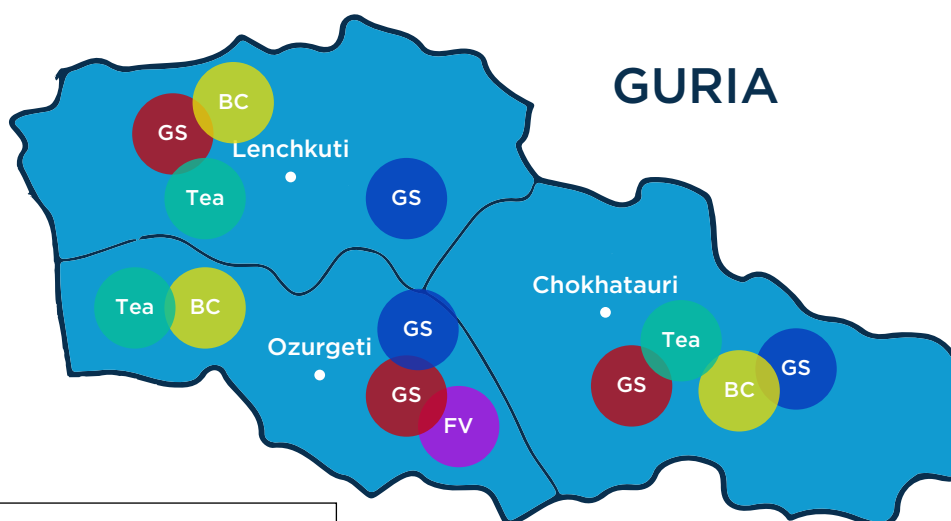 GURIA
BC
GS
Lenchkuti
Tea
GS
Chokhatauri
Tea
BC
GS
Ozurgeti
Tea
GS
GS
BC
GS
FV